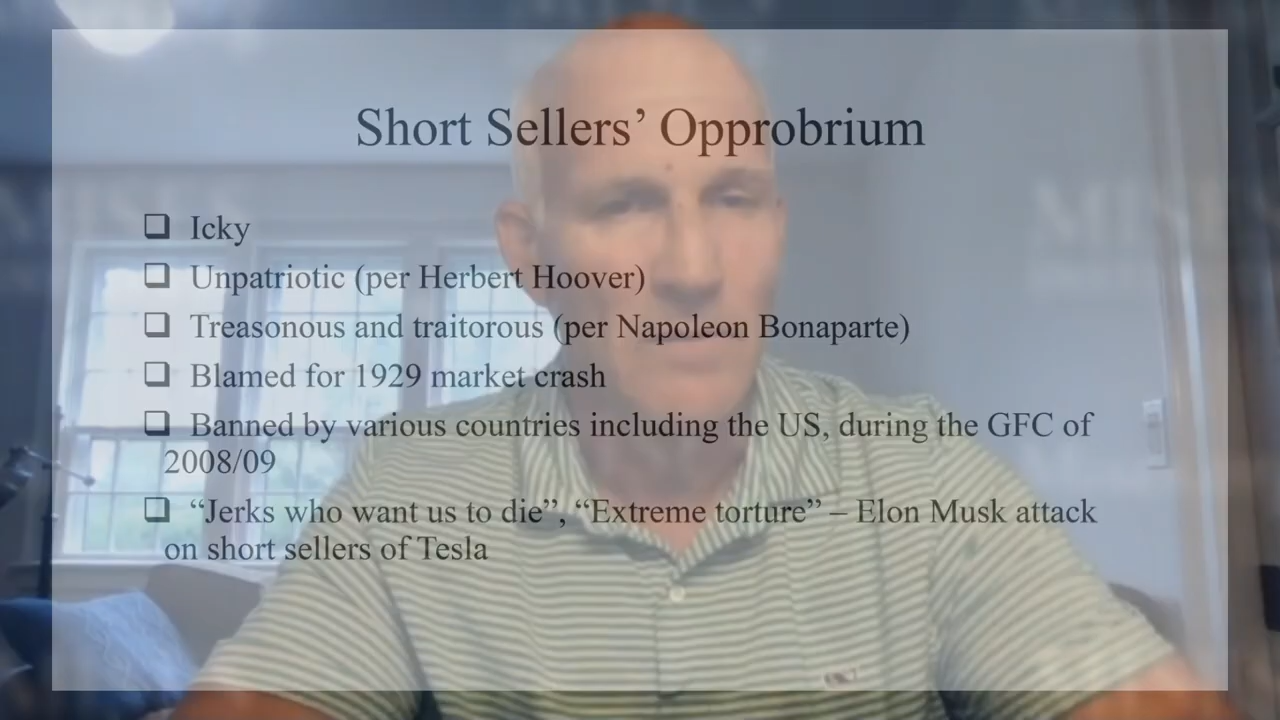 Short Sellers’ Opprobrium
❑ Icky
❑ Unpatriotic (per Herbert Hoover)
❑ Treasonous and traitorous (per Napoleon Bonaparte)
❑ Blamed for 1929 market crash
❑ Banned by various countries including the US, during the GFC of
2008/09
❑ “Jerks who want us to die”, “Extreme torture” – Elon Musk attack
on short sellers of Tesla